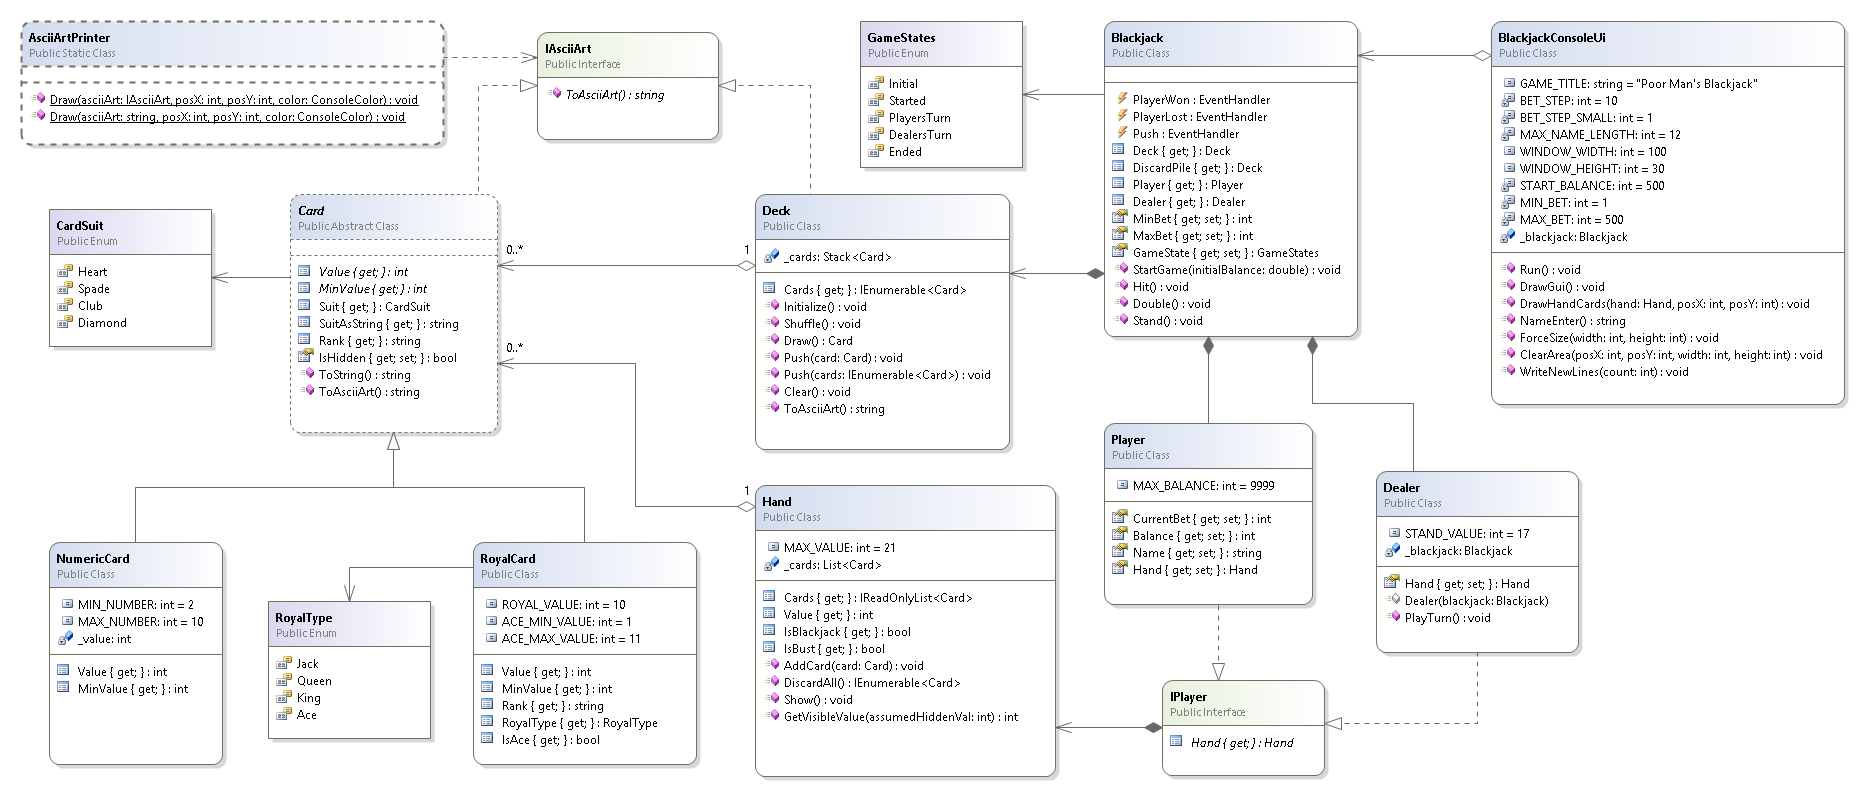 AsciiArtPrinter
Public Static Class
Draw(asciiArt: IAsciiArt, posX: int, posY: int, color: ConsoleColor) : void
Draw(asciiArt: string, posX: int, posY: int, color: ConsoleColor) : void
IAsciiArt
Public Interface
ToAsciiArt() : string
GameStates
Public Enum
Initial
Started
PlayersTurn
DealersTurn
Ended
Blackjack
Public Class
PlayerWon : EventHandler
PlayerLost : EventHandler
Push : EventHandler
Deck { get; } : Deck
DiscardPile { get; } : Deck
Player { get; } : Player
Dealer { get; } : Dealer
MinBet { get; set; } : int
MaxBet { get; set; } : int
GameState { get; set; } : GameStates
StartGame(initialBalance: double) : void
Hit() : void
Double() : void
Stand() : void
BlackjackConsoleUi
Public Class
GAME_TITLE: string = "Poor Man's Blackjack"
BET_STEP: int = 10
BET_STEP_SMALL: int = 1
MAX_NAME_LENGTH: int = 12
WINDOW_WIDTH: int = 100
WINDOW_HEIGHT: int = 30
START_BALANCE: int = 500
MIN_BET: int = 1
MAX_BET: int = 500
_blackjack: Blackjack
Run() : void
DrawGui() : void
DrawHandCards(hand: Hand, posX: int, posY: int) : void
NameEnter() : string
ForceSize(width: int, height: int) : void
ClearArea(posX: int, posY: int, width: int, height: int) : void
WriteNewLines(count: int) : void
CardSuit
Public Enum
Heart
Spade
Club
Diamond
Card
Public Abstract Class
Value { get; } : int
MinValue { get; } : int
Suit { get; } : CardSuit
SuitAsString { get; } : string
Rank { get; } : string
IsHidden { get; set; } : bool
ToString() : string
ToAsciiArt() : string
0..*
1
0..*
1
Deck
Public Class
_cards: Stack<Card>
Cards { get; } : IEnumerable<Card>
Initialize() : void
Shuffle() : void
Draw() : Card
Push(card: Card) : void
Push(cards: IEnumerable<Card>) : void
Clear() : void
ToAsciiArt() : string
Player
Public Class
MAX_BALANCE: int = 9999
CurrentBet { get; set; } : int
Balance { get; set; } : int
Name { get; set; } : string
Hand { get; set; } : Hand
Dealer
Public Class
STAND_VALUE: int = 17
_blackjack: Blackjack
Hand { get; set; } : Hand
Dealer(blackjack: Blackjack)
PlayTurn() : void
NumericCard
Public Class
MIN_NUMBER: int = 2
MAX_NUMBER: int = 10
_value: int
Value { get; } : int
MinValue { get; } : int
RoyalType
Public Enum
Jack
Queen
King
Ace
RoyalCard
Public Class
ROYAL_VALUE: int = 10
ACE_MIN_VALUE: int = 1
ACE_MAX_VALUE: int = 11
Value { get; } : int
MinValue { get; } : int
Rank { get; } : string
RoyalType { get; } : RoyalType
IsAce { get; } : bool
Hand
Public Class
MAX_VALUE: int = 21
_cards: List<Card>
Cards { get; } : IReadOnlyList<Card>
Value { get; } : int
IsBlackjack { get; } : bool
IsBust { get; } : bool
AddCard(card: Card) : void
DiscardAll() : IEnumerable<Card>
Show() : void
GetVisibleValue(assumedHiddenVal: int) : int
IPlayer
Public Interface
Hand { get; } : Hand